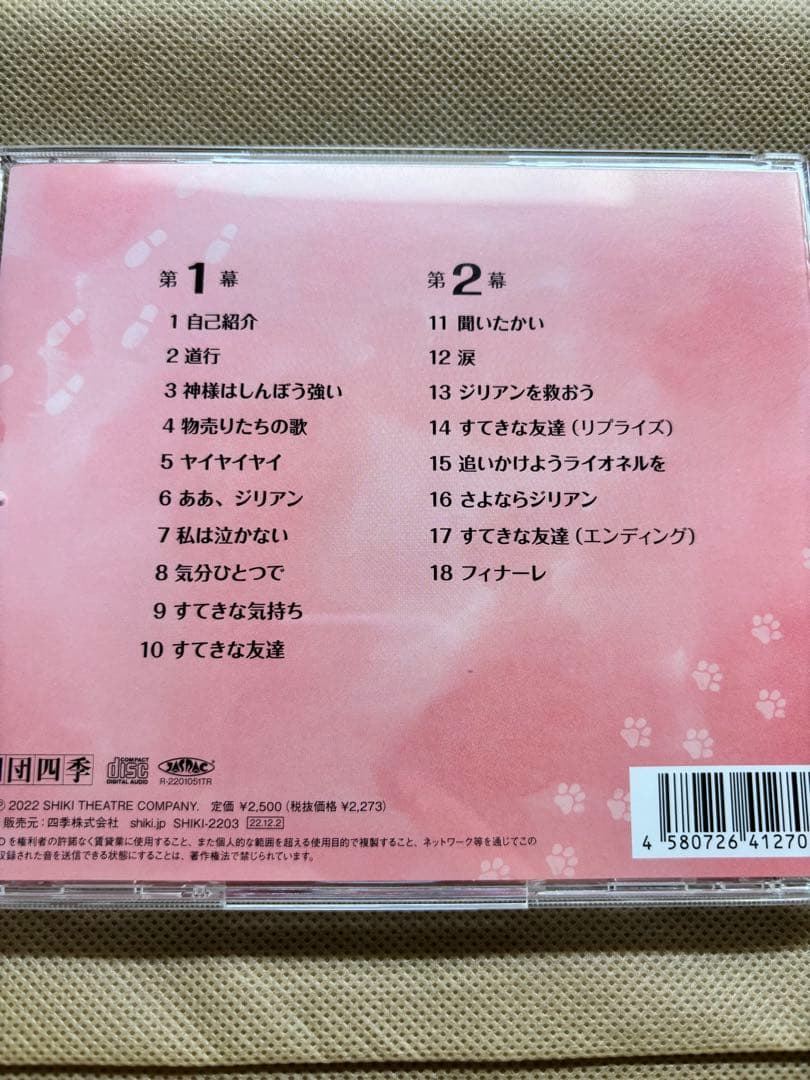 第1幕
1 自己紹介
2 道行
3 神様はしんぼう強い
4 物売りたちの歌
5 ヤイヤイヤイ
6 ああ、ジリアン
7 私は泣かない
8 気分ひとつで
9 すてきな気持ち
10 すてきな友達
第2幕
11 聞いたかい
12 涙
13 ジリアンを救おう
14 すてきな友達（リプライズ）
15 追いかけようライオネルを
16 さよならジリアン
17 すてきな友達（エンディング）
18 フィナーレ
団四季
COMPACT disc DIGITAL AUDIO
JASRAC
R-2201051TR
Ⓟ 2022 SHIKI THEATRE COMPANY. 定価 ¥2,500（税抜価格 ¥2,273）
販売元：四季株式会社 shiki.jp SHIKI-2203 22.12.2
を権利者の許諾なく賃貸業に使用すること、また個人的な範囲を超える使用目的で複製すること、ネットワーク等を通じてこの
収録された音を送信できる状態にすることは、著作権法で禁じられています。
4 580726 41270